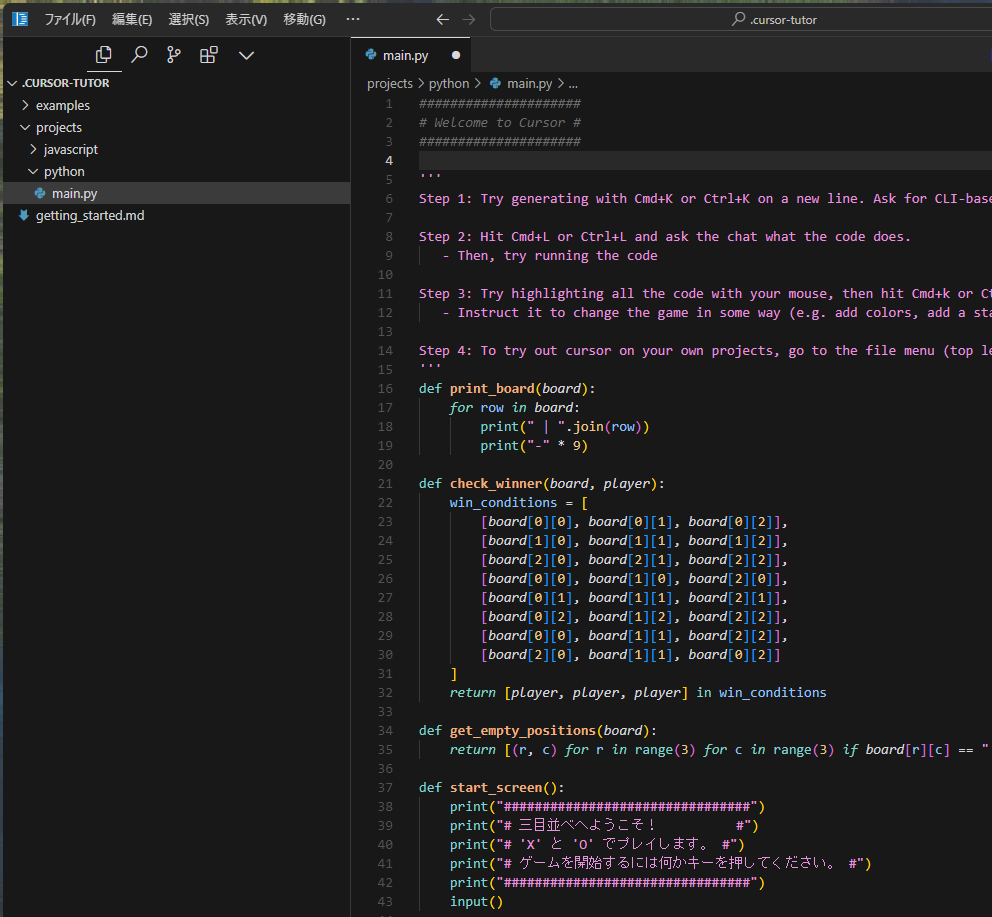 ファイル(F) 編集(E) 選択(S) 表示(V) 移動(G) ··· .cursor-tutor
main.py
.CURSOR-TUTOR
examples
projects
javascript
python
main.py
getting_started.md
projects > python > main.py > ...
1 #####################
2 # Welcome to Cursor #
3 #####################
4
5 '''
6 Step 1: Try generating with Cmd+K or Ctrl+K on a new line. Ask for CLI-base
7
8 Step 2: Hit Cmd+L or Ctrl+L and ask the chat what the code does.
9 - Then, try running the code
10
11 Step 3: Try highlighting all the code with your mouse, then hit Cmd+k or Ct
12 - Instruct it to change the game in some way (e.g. add colors, add a sta
13
14 Step 4: To try out cursor on your own projects, go to the file menu (top le
15 '''
16 def print_board(board):
17 for row in board:
18 print(" | ".join(row))
19 print("-" * 9)
20
21 def check_winner(board, player):
22 win_conditions = [
23 [board[0][0], board[0][1], board[0][2]],
24 [board[1][0], board[1][1], board[1][2]],
25 [board[2][0], board[2][1], board[2][2]],
26 [board[0][0], board[1][0], board[2][0]],
27 [board[0][1], board[1][1], board[2][1]],
28 [board[0][2], board[1][2], board[2][2]],
29 [board[0][0], board[1][1], board[2][2]],
30 [board[2][0], board[1][1], board[0][2]]
31 ]
32 return [player, player, player] in win_conditions
33
34 def get_empty_positions(board):
35 return [(r, c) for r in range(3) for c in range(3) if board[r][c] == "
36
37 def start_screen():
38 print("################################")
39 print("# 三目並べへようこそ！ #")
40 print("# 'X' と 'O' でプレイします。 #")
41 print("# ゲームを開始するには何かキーを押してください。 #")
42 print("################################")
43 input()